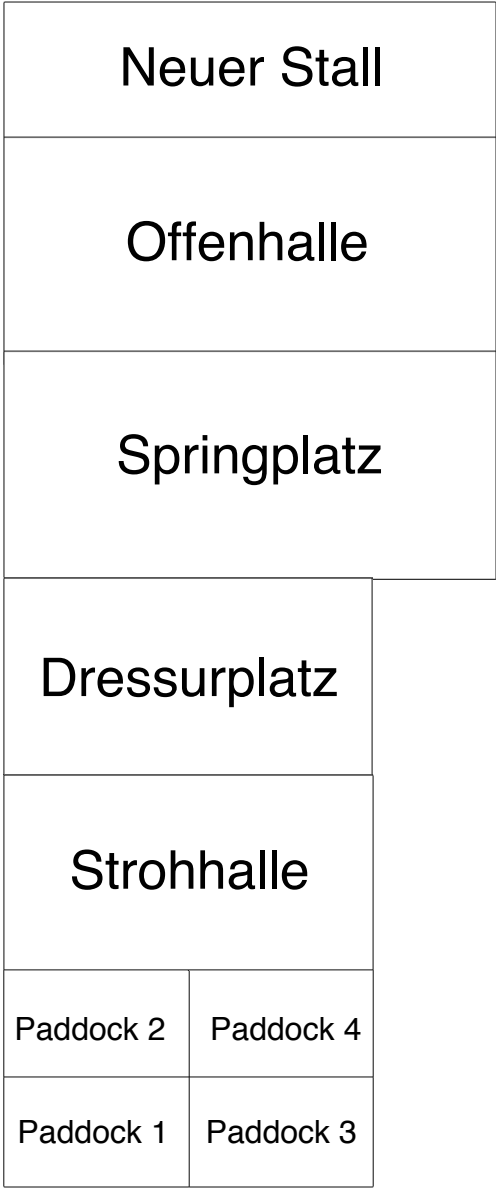 Neuer Stall
Offenhalle
Springplatz
Dressurplatz
Strohhalle
Paddock 2
Paddock 4
Paddock 1
Paddock 3